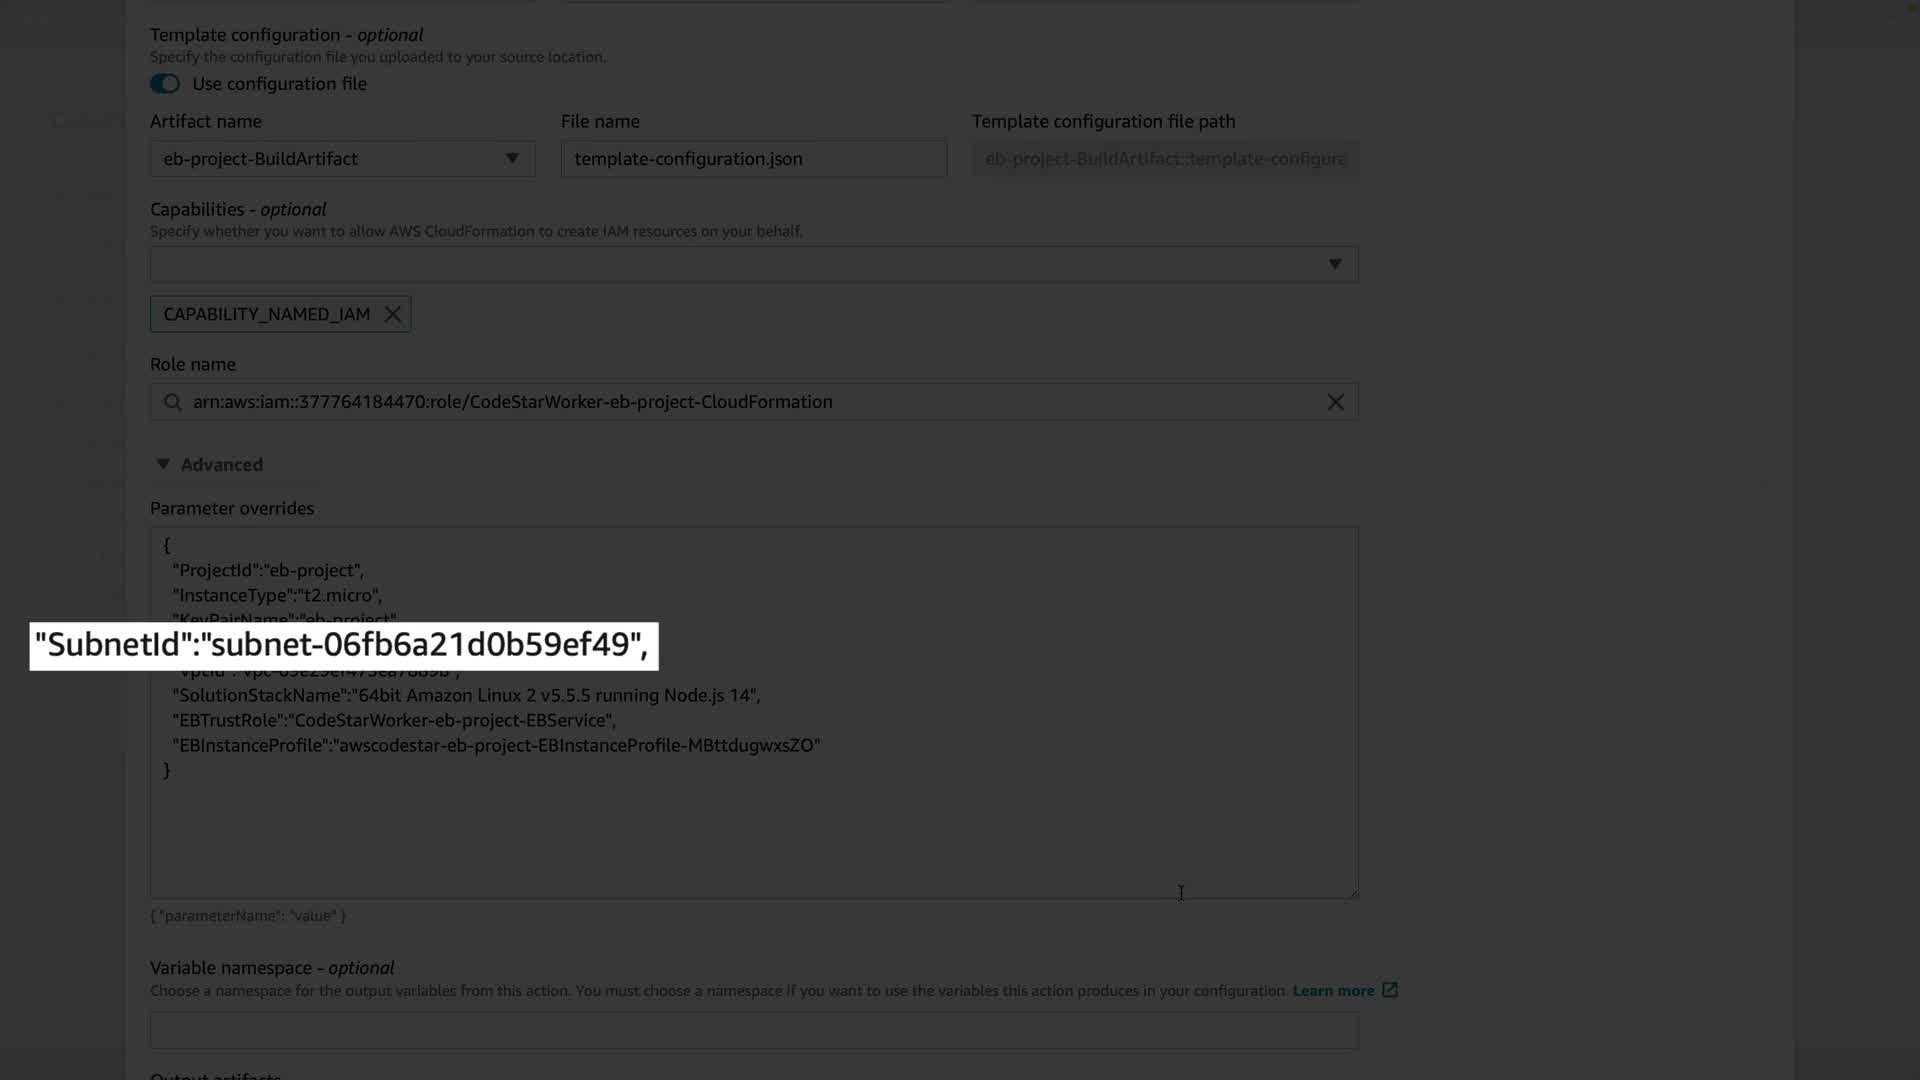 Template configuration - optional
Specify the configuration file you uploaded to your source location.
Use configuration file
Artifact name
File name
Template configuration file path
eb-project-BuildArtifact
template-configuration.json
eb-project-BuildArtifact::template-configura
Capabilities - optional
Specify whether you want to allow AWS CloudFormation to create IAM resources on your behalf.
CAPABILITY_NAMED_IAM
Role name
arn:aws:iam::377764184470:role/CodeStarWorker-eb-project-CloudFormation
Advanced
Parameter overrides
{
"ProjectId":"eb-project",
"InstanceType":"t2.micro",
"KeyPairName":"eb-project",
"SubnetId":"subnet-06fb6a21d0b59ef49",
"SolutionStackName":"64bit Amazon Linux 2 v5.5.5 running Node.js 14",
"EBTrustRole":"CodeStarWorker-eb-project-EBService",
"EBInstanceProfile":"awscodestar-eb-project-EBInstanceProfile-MBttdugwxsZO"
}
{ "parameterName": "value" }
Variable namespace - optional
Choose a namespace for the output variables from this action. You must choose a namespace if you want to use the variables this action produces in your configuration. Learn more
Output artifacts